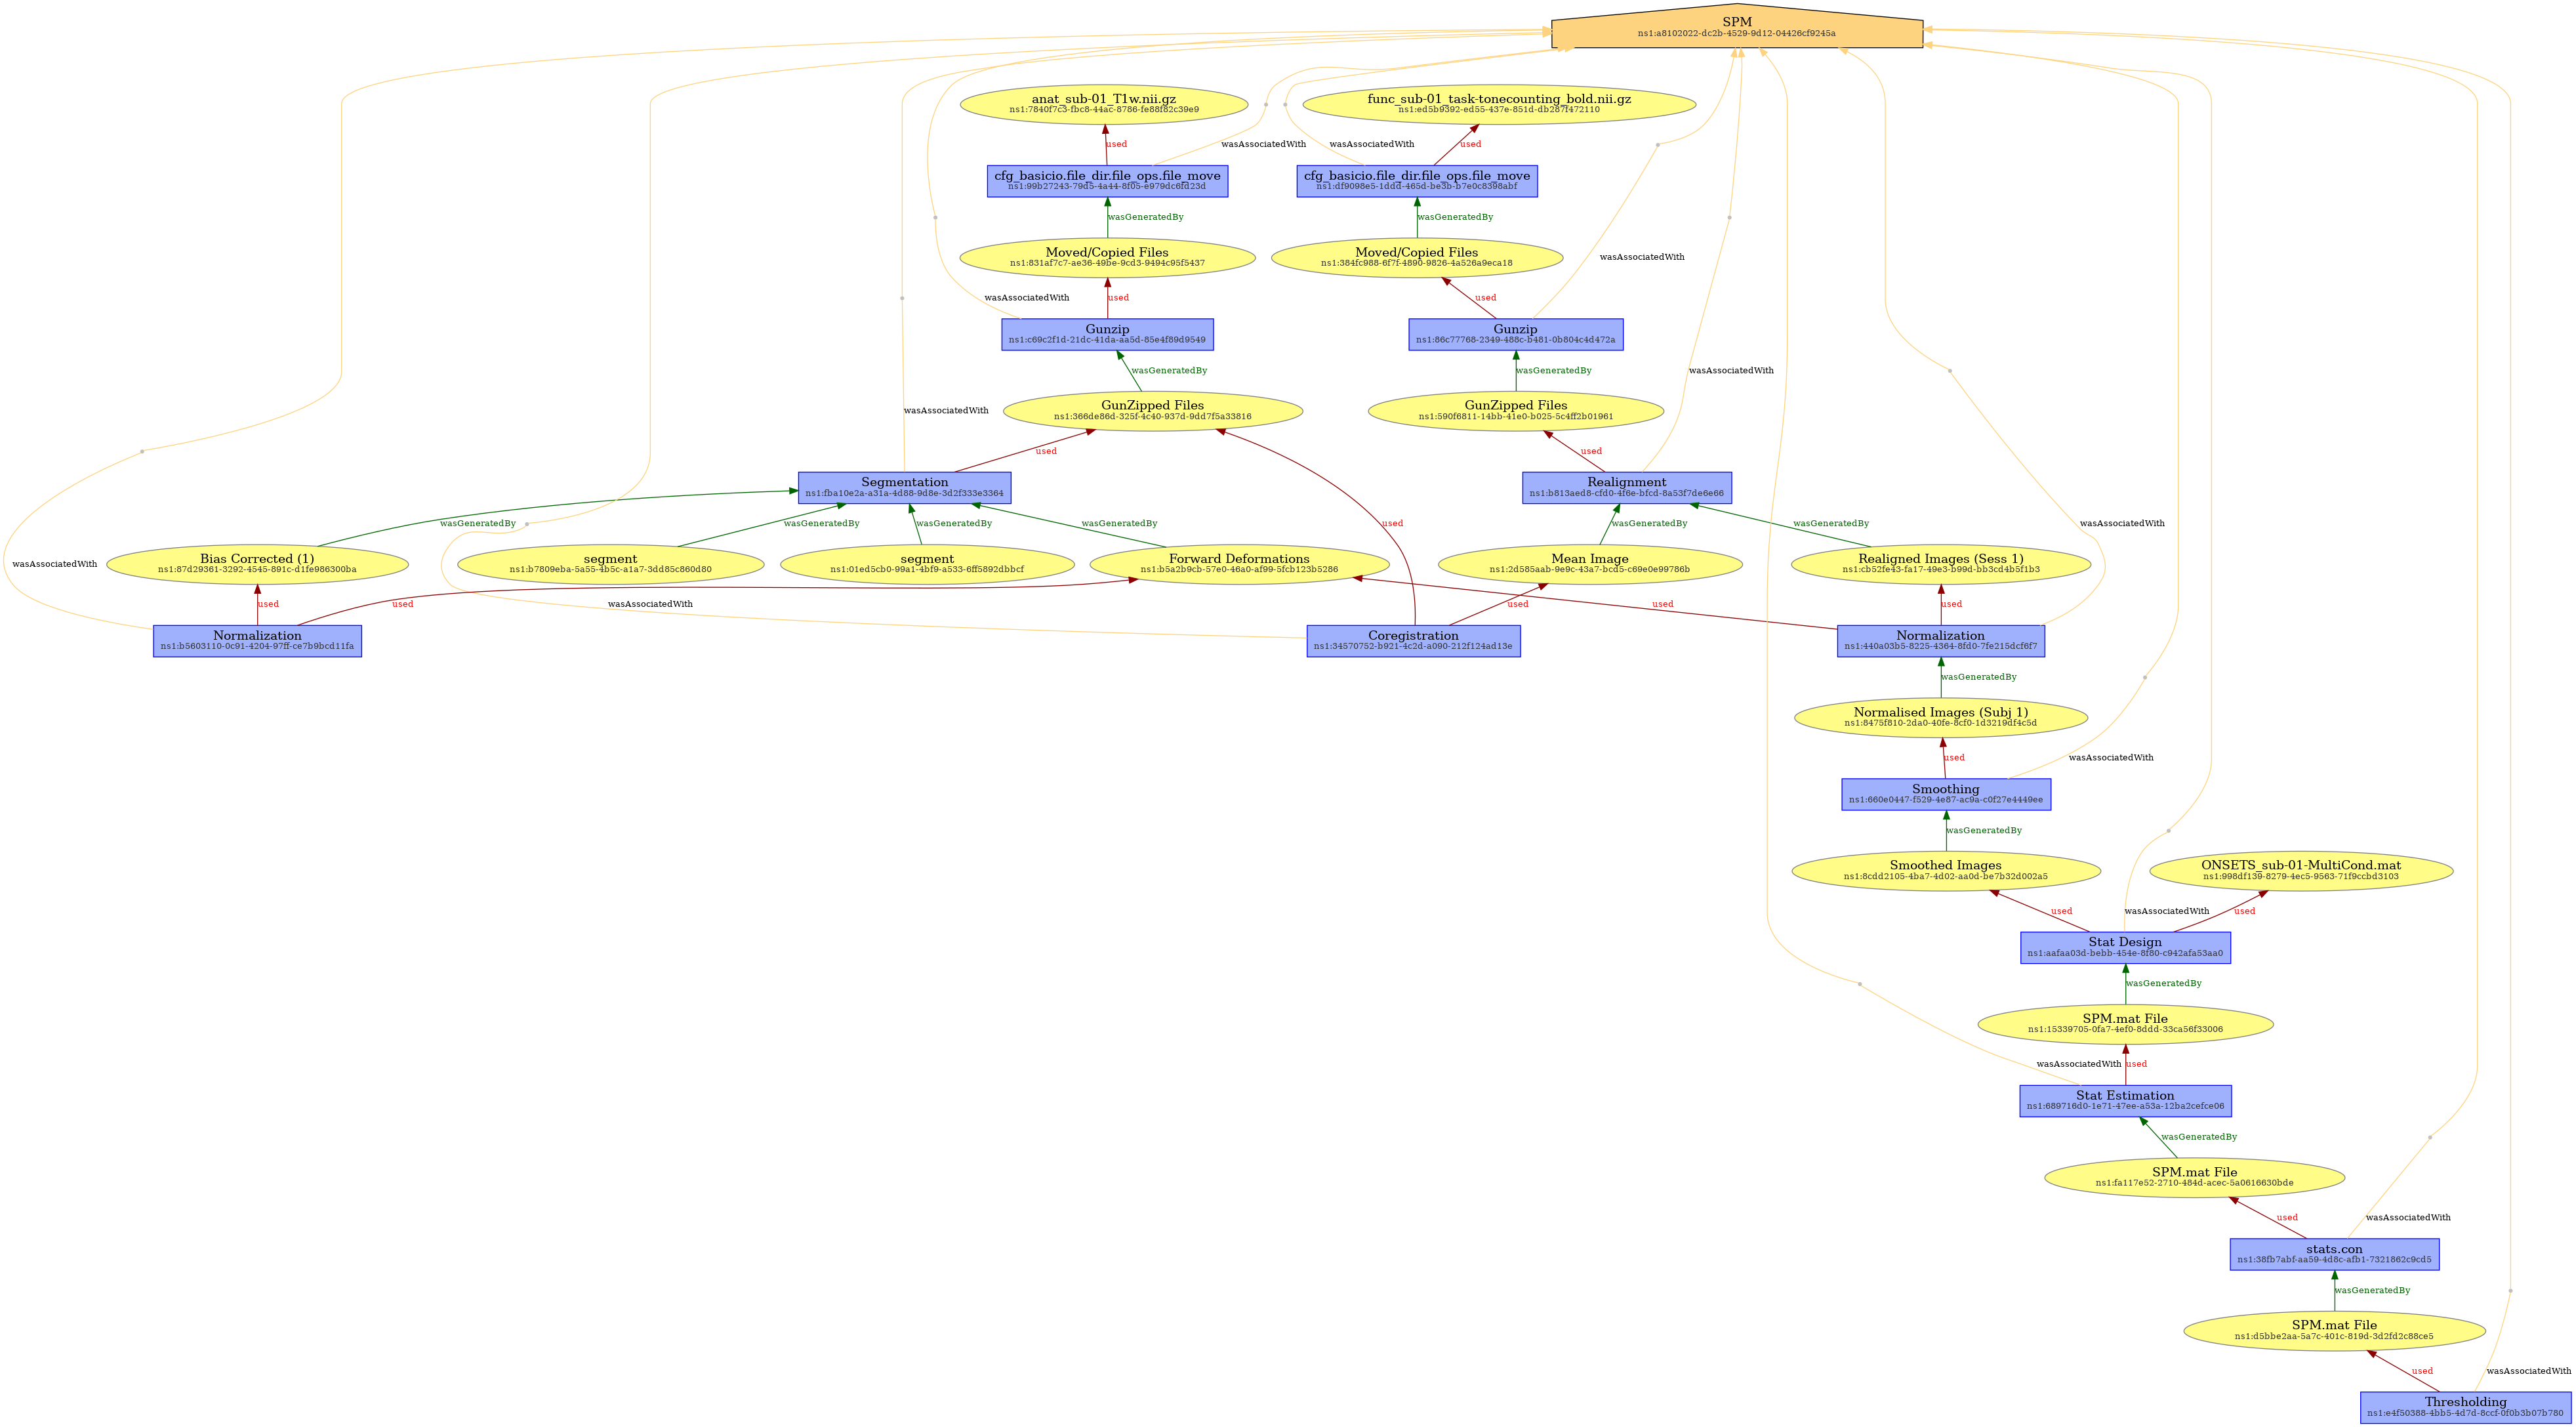 SPM
ns1:a8102022-dc2b-4529-9d12-04426cf9245a
anat_sub-01_T1w.nii.gz
ns1:7840f7c3-fbc8-44ac-8786-fe88f82c39e9
func_sub-01_task-tonecounting_bold.nii.gz
ns1:ed5b9392-ed55-437e-851d-db287f472110
used
wasAssociatedWith
wasAssociatedWith
used
cfg_basicio.file_dir.file_ops.file_move
ns1:99b27243-79d5-4a44-8f05-e979dc6fd23d
cfg_basicio.file_dir.file_ops.file_move
ns1:df9098e5-1ddd-465d-be3b-b7e0c8398abf
wasGeneratedBy
wasGeneratedBy
Moved/Copied Files
ns1:831af7c7-ae36-49be-9cd3-9494c95f5437
Moved/Copied Files
ns1:384fc988-6f7f-4890-9826-4a526a9eca18
wasAssociatedWith
wasAssociatedWith
used
used
Gunzip
ns1:c69c2f1d-21dc-41da-aa5d-85e4f89d9549
Gunzip
ns1:86c77768-2349-488c-b481-0b804c4d472a
wasGeneratedBy
wasGeneratedBy
wasAssociatedWith
GunZipped Files
ns1:366de86d-325f-4c40-937d-9dd7f5a33816
GunZipped Files
ns1:590f6811-14bb-41e0-b025-5c4ff2b01961
wasAssociatedWith
used
used
Segmentation
ns1:fba10e2a-a31a-4d88-9d8e-3d2f333e3364
Realignment
ns1:b813aed8-cfd0-4f6e-bfcd-8a53f7de6e66
wasGeneratedBy
wasGeneratedBy
wasGeneratedBy
wasGeneratedBy
used
wasGeneratedBy
wasGeneratedBy
wasAssociatedWith
Bias Corrected (1)
ns1:87d29361-3292-4545-891c-d1fe986300ba
segment
ns1:b7809eba-5a55-4b5c-a1a7-3dd85c860d80
segment
ns1:01ed5cb0-99a1-4bf9-a533-6ff5892dbbcf
Forward Deformations
ns1:b5a2b9cb-57e0-46a0-af99-5fcb123b5286
Mean Image
ns1:2d585aab-9e9c-43a7-bcd5-c69e0e99786b
Realigned Images (Sess 1)
ns1:cb52fe43-fa17-49e3-b99d-bb3cd4b5f1b3
wasAssociatedWith
used
used
wasAssociatedWith
used
used
used
Normalization
ns1:b5603110-0c91-4204-97ff-ce7b9bcd11fa
Coregistration
ns1:34570752-b921-4c2d-a090-212f124ad13e
Normalization
ns1:440a03b5-8225-4364-8fd0-7fe215dcf6f7
wasGeneratedBy
Normalised Images (Subj 1)
ns1:8475f810-2da0-40fe-8cf0-1d3219df4c5d
used
wasAssociatedWith
Smoothing
ns1:660e0447-f529-4e87-ac9a-c0f27e4449ee
wasGeneratedBy
Smoothed Images
ns1:8cdd2105-4ba7-4d02-aa0d-be7b32d002a5
ONSETS_sub-01-MultiCond.mat
ns1:998df139-8279-4ec5-9563-71f9ccbd3103
used
wasAssociatedWith
used
Stat Design
ns1:aafaa03d-bebb-454e-8f80-c942afa53aa0
wasGeneratedBy
SPM.mat File
ns1:15339705-0fa7-4ef0-8ddd-33ca56f33006
wasAssociatedWith
used
Stat Estimation
ns1:689716d0-1e71-47ee-a53a-12ba2cefce06
wasGeneratedBy
SPM.mat File
ns1:fa117e52-2710-484d-acec-5a0616630bde
used
wasAssociatedWith
stats.con
ns1:38fb7abf-aa59-4d8c-afb1-7321862c9cd5
wasGeneratedBy
SPM.mat File
ns1:d5bbe2aa-5a7c-401c-819d-3d2fd2c88ce5
used
wasAssociatedWith
Thresholding
ns1:e4f50388-4bb5-4d7d-8ccf-0f0b3b07b780